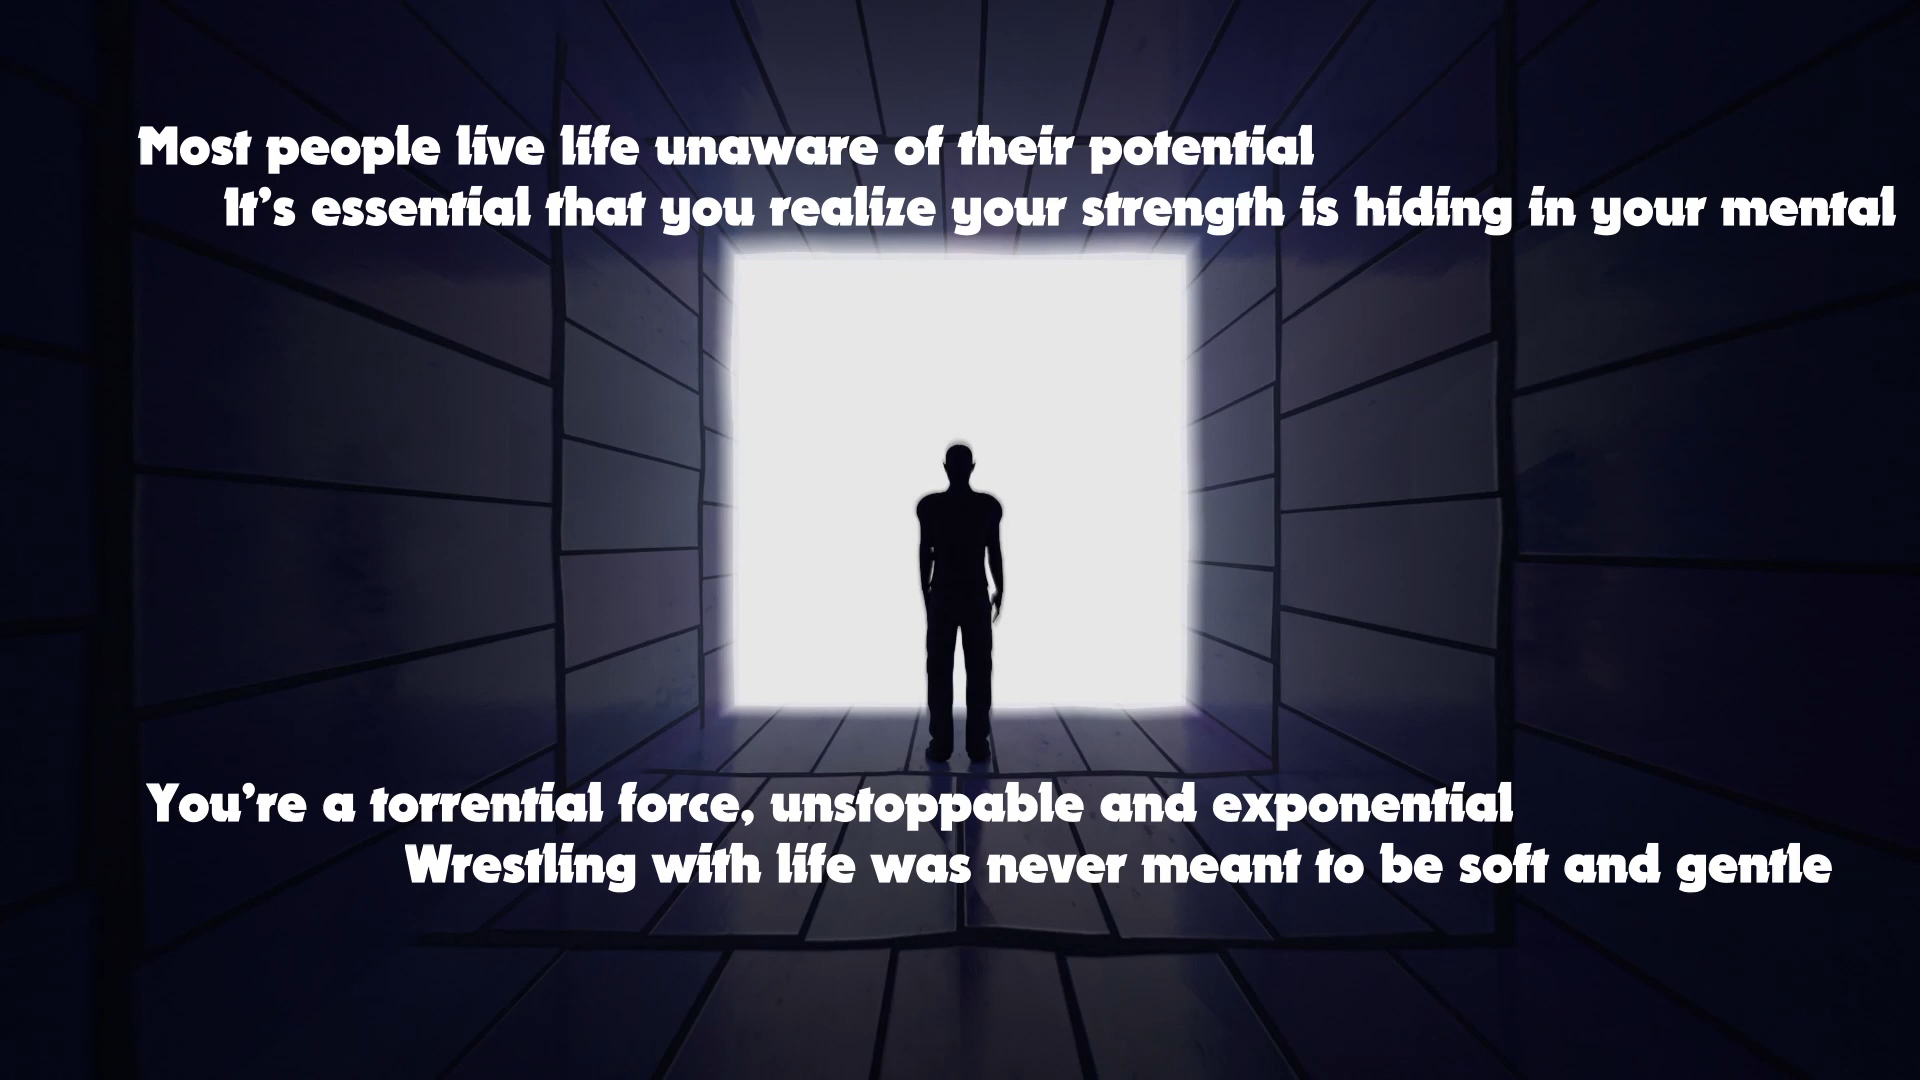 Most people live life unaware of their potential
It’s essential that you realize your strength is hiding in your mental
You’re a torrential force, unstoppable and exponential
Wrestling with life was never meant to be soft and gentle